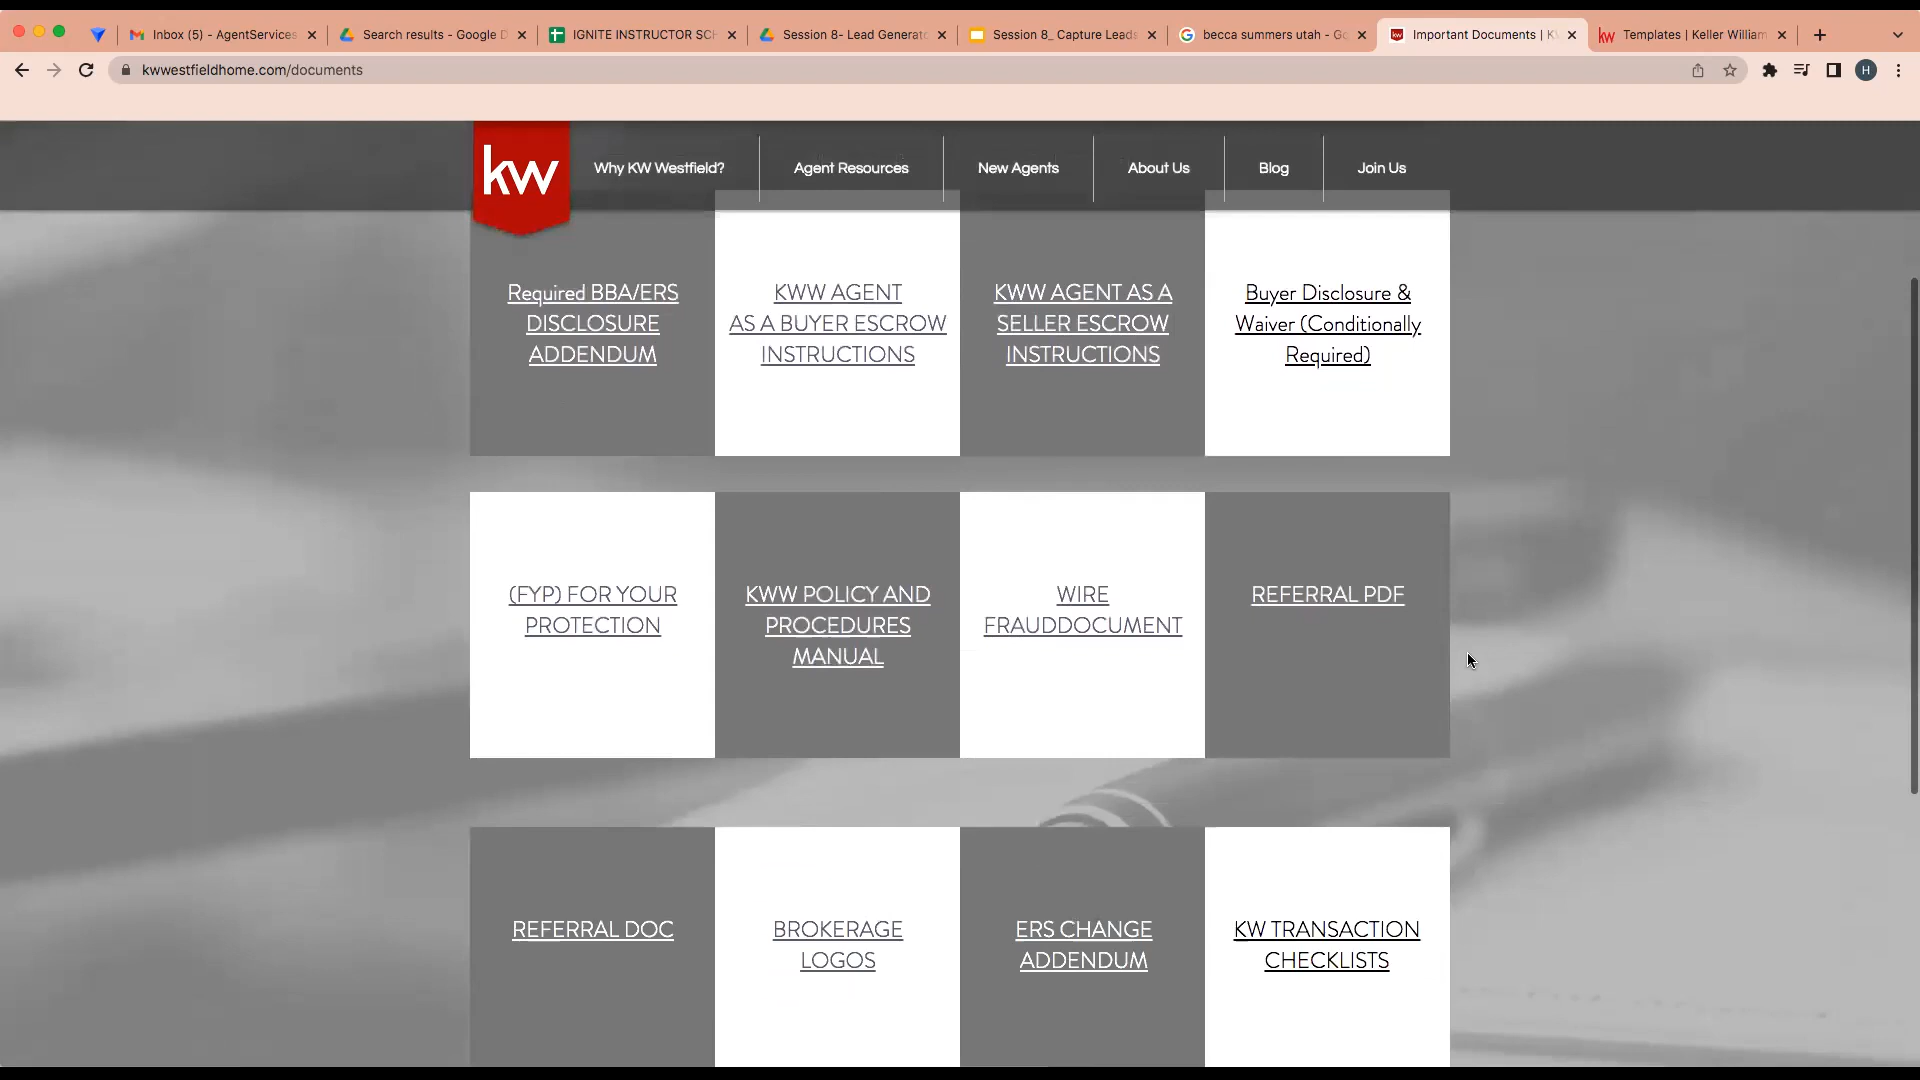 Inbox (5) - AgentServices
Search results - Google D
IGNITE INSTRUCTOR SCH
Session 8- Lead Generato
Session 8_ Capture Leads
becca summers utah - Go
Important Documents | KW
Templates | Keller William
kwwestfieldhome.com/documents
H
kw
Why KW Westfield?
Agent Resources
New Agents
About Us
Blog
Join Us
Required BBA/ERS
DISCLOSURE
ADDENDUM
KWW AGENT
AS A BUYER ESCROW
INSTRUCTIONS
KWW AGENT AS A
SELLER ESCROW
INSTRUCTIONS
Buyer Disclosure &
Waiver (Conditionally
Required)
(FYP) FOR YOUR
PROTECTION
KWW POLICY AND
PROCEDURES
MANUAL
WIRE
FRAUDDOCUMENT
REFERRAL PDF
REFERRAL DOC
BROKERAGE
LOGOS
ERS CHANGE
ADDENDUM
KW TRANSACTION
CHECKLISTS